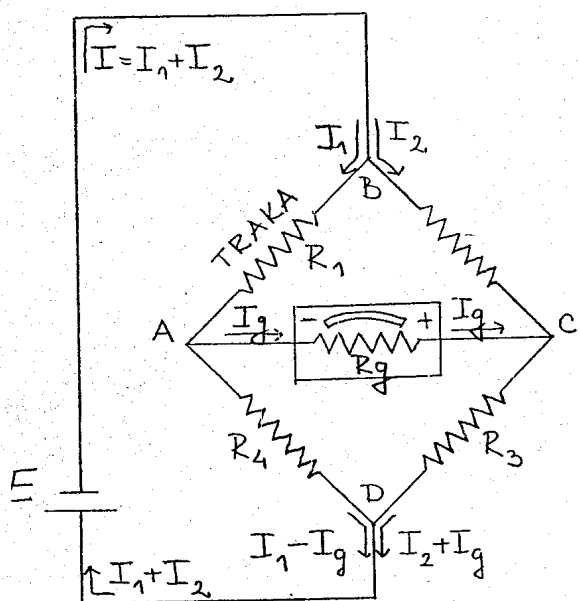 I=I₁+I₂
I₁ I₂
B
TRAKA
R₁
A
Ig
- +
Ig
C
Rg
R₄
R₃
D
E
I₁-Ig I₂+Ig
I₁+I₂